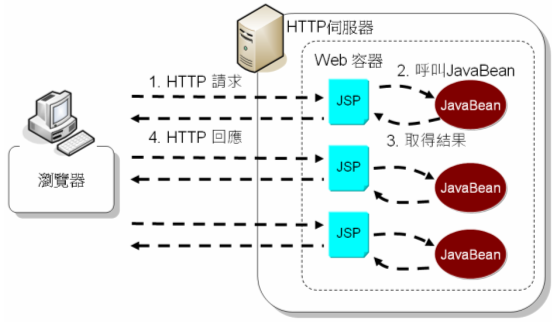 HTTP伺服器
Web 容器
1. HTTP 請求
2. 呼叫JavaBean
JSP
JavaBean
4. HTTP 回應
3. 取得結果
JSP
JavaBean
瀏覽器
JSP
JavaBean